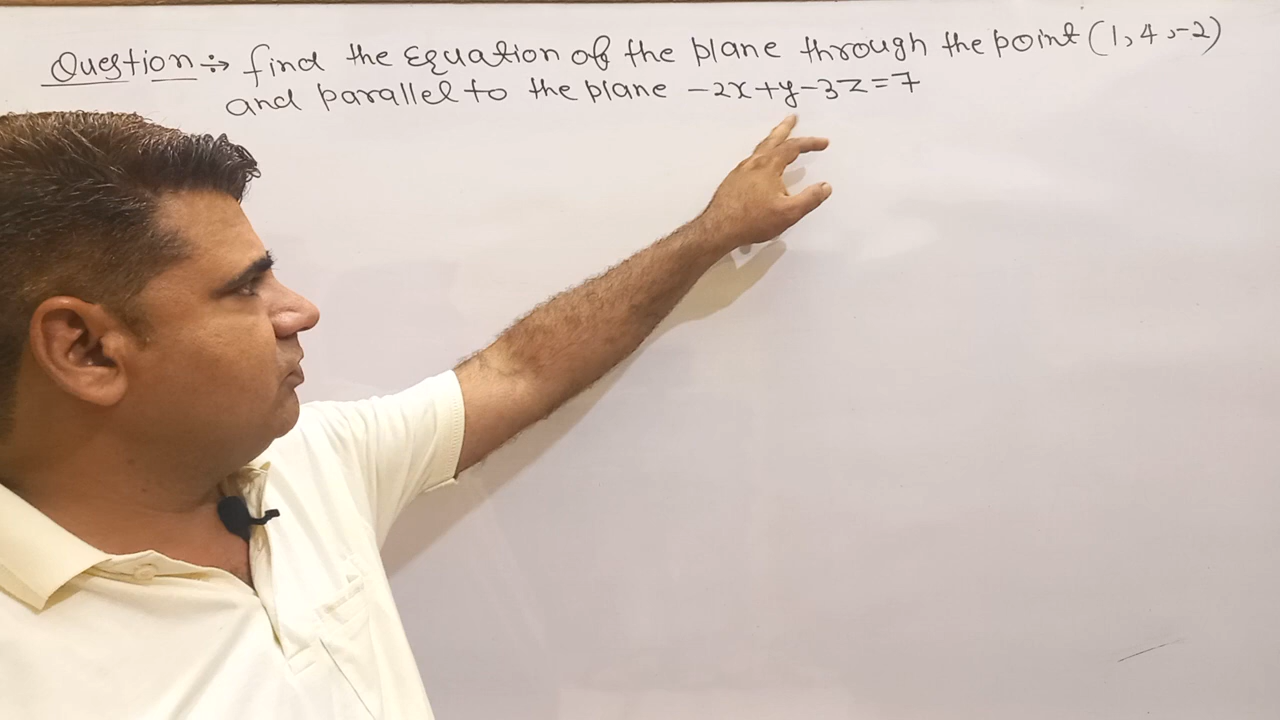 Question :→ find the Equation of the plane through the point (1, 4, -2)
and parallel to the plane -2x+y-3z=7